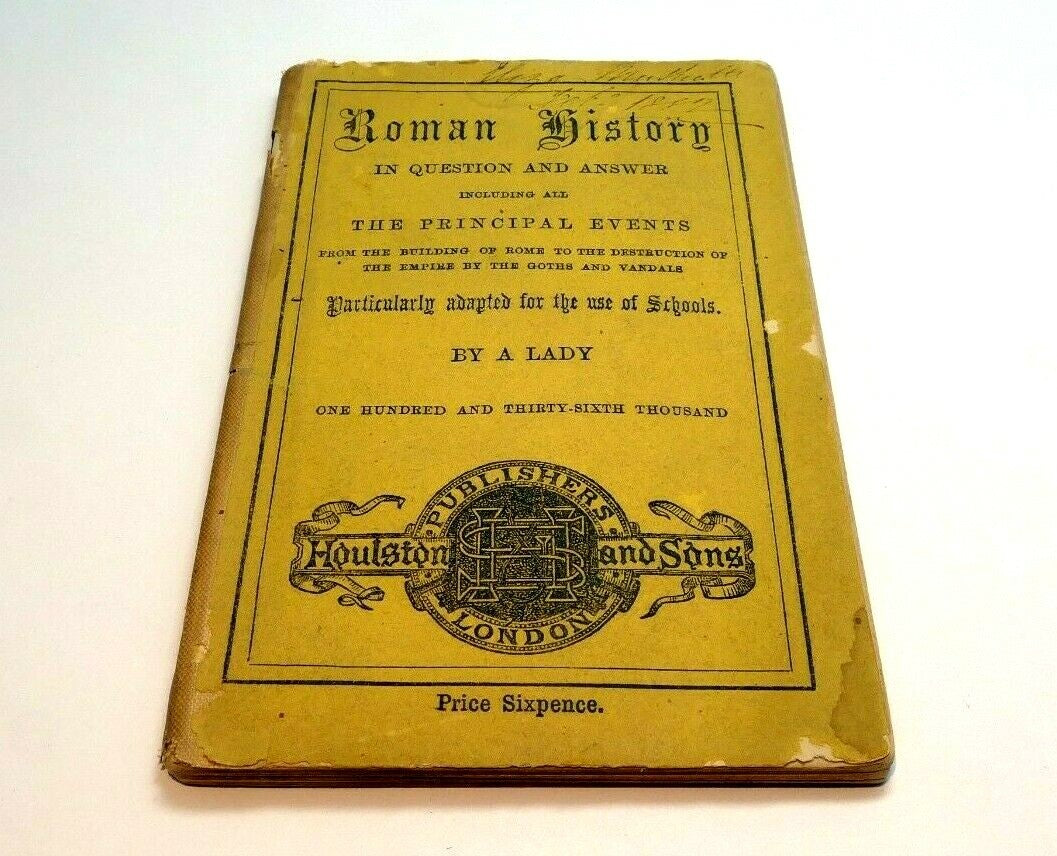 Roman History
IN QUESTION AND ANSWER
INCLUDING ALL
THE PRINCIPAL EVENTS
FROM THE BUILDING OF ROME TO THE DESTRUCTION OF
THE EMPIRE BY THE GOTHS AND VANDALS
Particularly adapted for the use of Schools.
BY A LADY
ONE HUNDRED AND THIRTY-SIXTH THOUSAND
PUBLISHERS.
Houlston and Sons
LONDON
Price Sixpence.